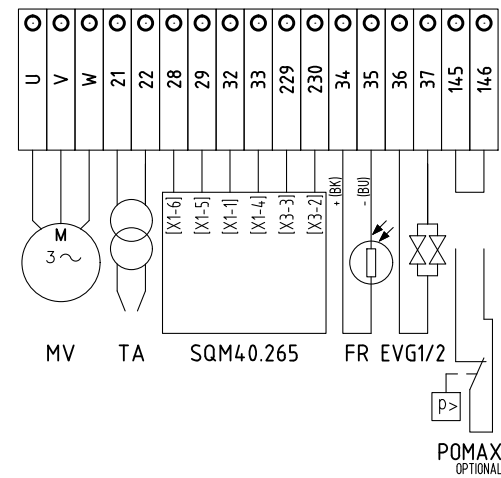 U V W 21 22 28 29 32 33 229 230 34 35 36 37 145 146
[X1-6] [X1-5] [X1-1] [X1-4] [X3-3] [X3-2] + (BK) - (BU)
M
3~
MV TA SQM40.265 FR EVG1/2
p>
POMAX
OPTIONAL